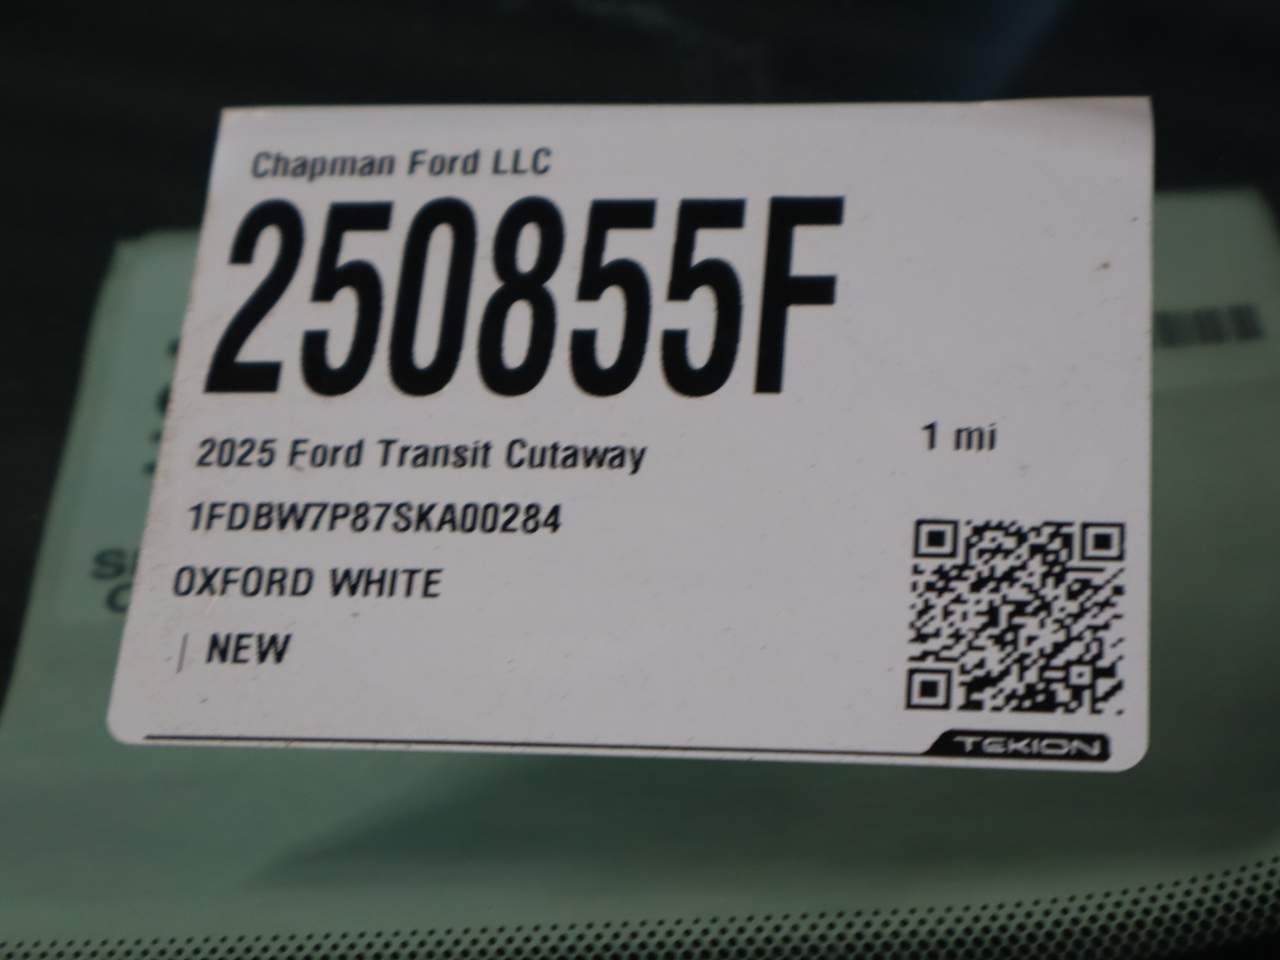 Chapman Ford LLC
250855F
2025 Ford Transit Cutaway
1 mi
1FDBW7P87SKA00284
OXFORD WHITE
| NEW
TEKION